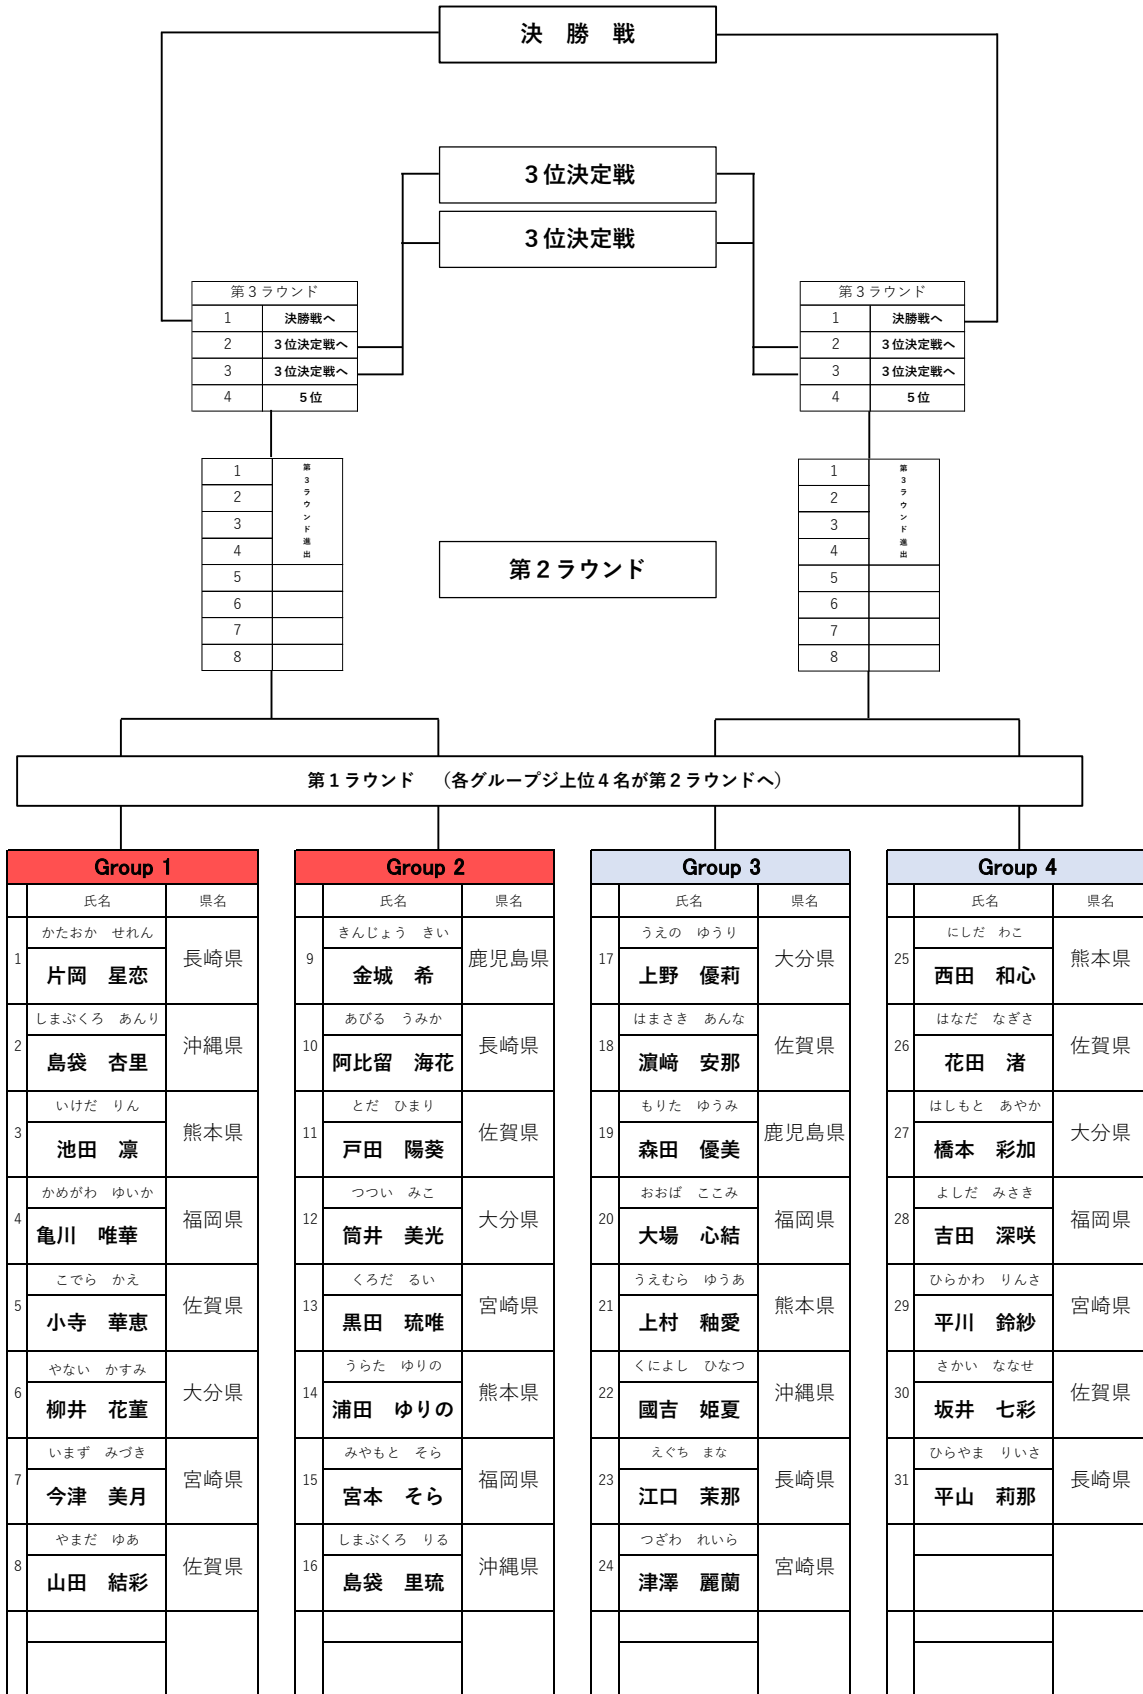 決　勝　戦
３位決定戦
３位決定戦
第３ラウンド
1 決勝戦へ
2 ３位決定戦へ
3 ３位決定戦へ
4 ５位
第３ラウンド
1 決勝戦へ
2 ３位決定戦へ
3 ３位決定戦へ
4 ５位
1
2
3
4
第３ラウンド進出
5
6
7
8
第２ラウンド
1
2
3
4
第３ラウンド進出
5
6
7
8
第１ラウンド　（各グループジ上位４名が第２ラウンドへ）
Group 1
氏名 県名
かたおか　せれん
1 片岡　星恋 長崎県
しまぶくろ　あんり
2 島袋　杏里 沖縄県
いけだ　りん
3 池田　凛 熊本県
かめがわ　ゆいか
4 亀川　唯華 福岡県
こでら　かえ
5 小寺　華恵 佐賀県
やない　かすみ
6 柳井　花菫 大分県
いまず　みづき
7 今津　美月 宮崎県
やまだ　ゆあ
8 山田　結彩 佐賀県
Group 2
氏名 県名
きんじょう　きい
9 金城　希 鹿児島県
あびる　うみか
10 阿比留　海花 長崎県
とだ　ひまり
11 戸田　陽葵 佐賀県
つつい　みこ
12 筒井　美光 大分県
くろだ　るい
13 黒田　琉唯 宮崎県
うらた　ゆりの
14 浦田　ゆりの 熊本県
みやもと　そら
15 宮本　そら 福岡県
しまぶくろ　りる
16 島袋　里琉 沖縄県
Group 3
氏名 県名
うえの　ゆうり
17 上野　優莉 大分県
はまさき　あんな
18 濵﨑　安那 佐賀県
もりた　ゆうみ
19 森田　優美 鹿児島県
おおば　ここみ
20 大場　心結 福岡県
うえむら　ゆうあ
21 上村　釉愛 熊本県
くによし　ひなつ
22 國吉　姫夏 沖縄県
えぐち　まな
23 江口　茉那 長崎県
つざわ　れいら
24 津澤　麗蘭 宮崎県
Group 4
氏名 県名
にしだ　わこ
25 西田　和心 熊本県
はなだ　なぎさ
26 花田　渚 佐賀県
はしもと　あやか
27 橋本　彩加 大分県
よしだ　みさき
28 吉田　深咲 福岡県
ひらかわ　りんさ
29 平川　鈴紗 宮崎県
さかい　ななせ
30 坂井　七彩 佐賀県
ひらやま　りいさ
31 平山　莉那 長崎県